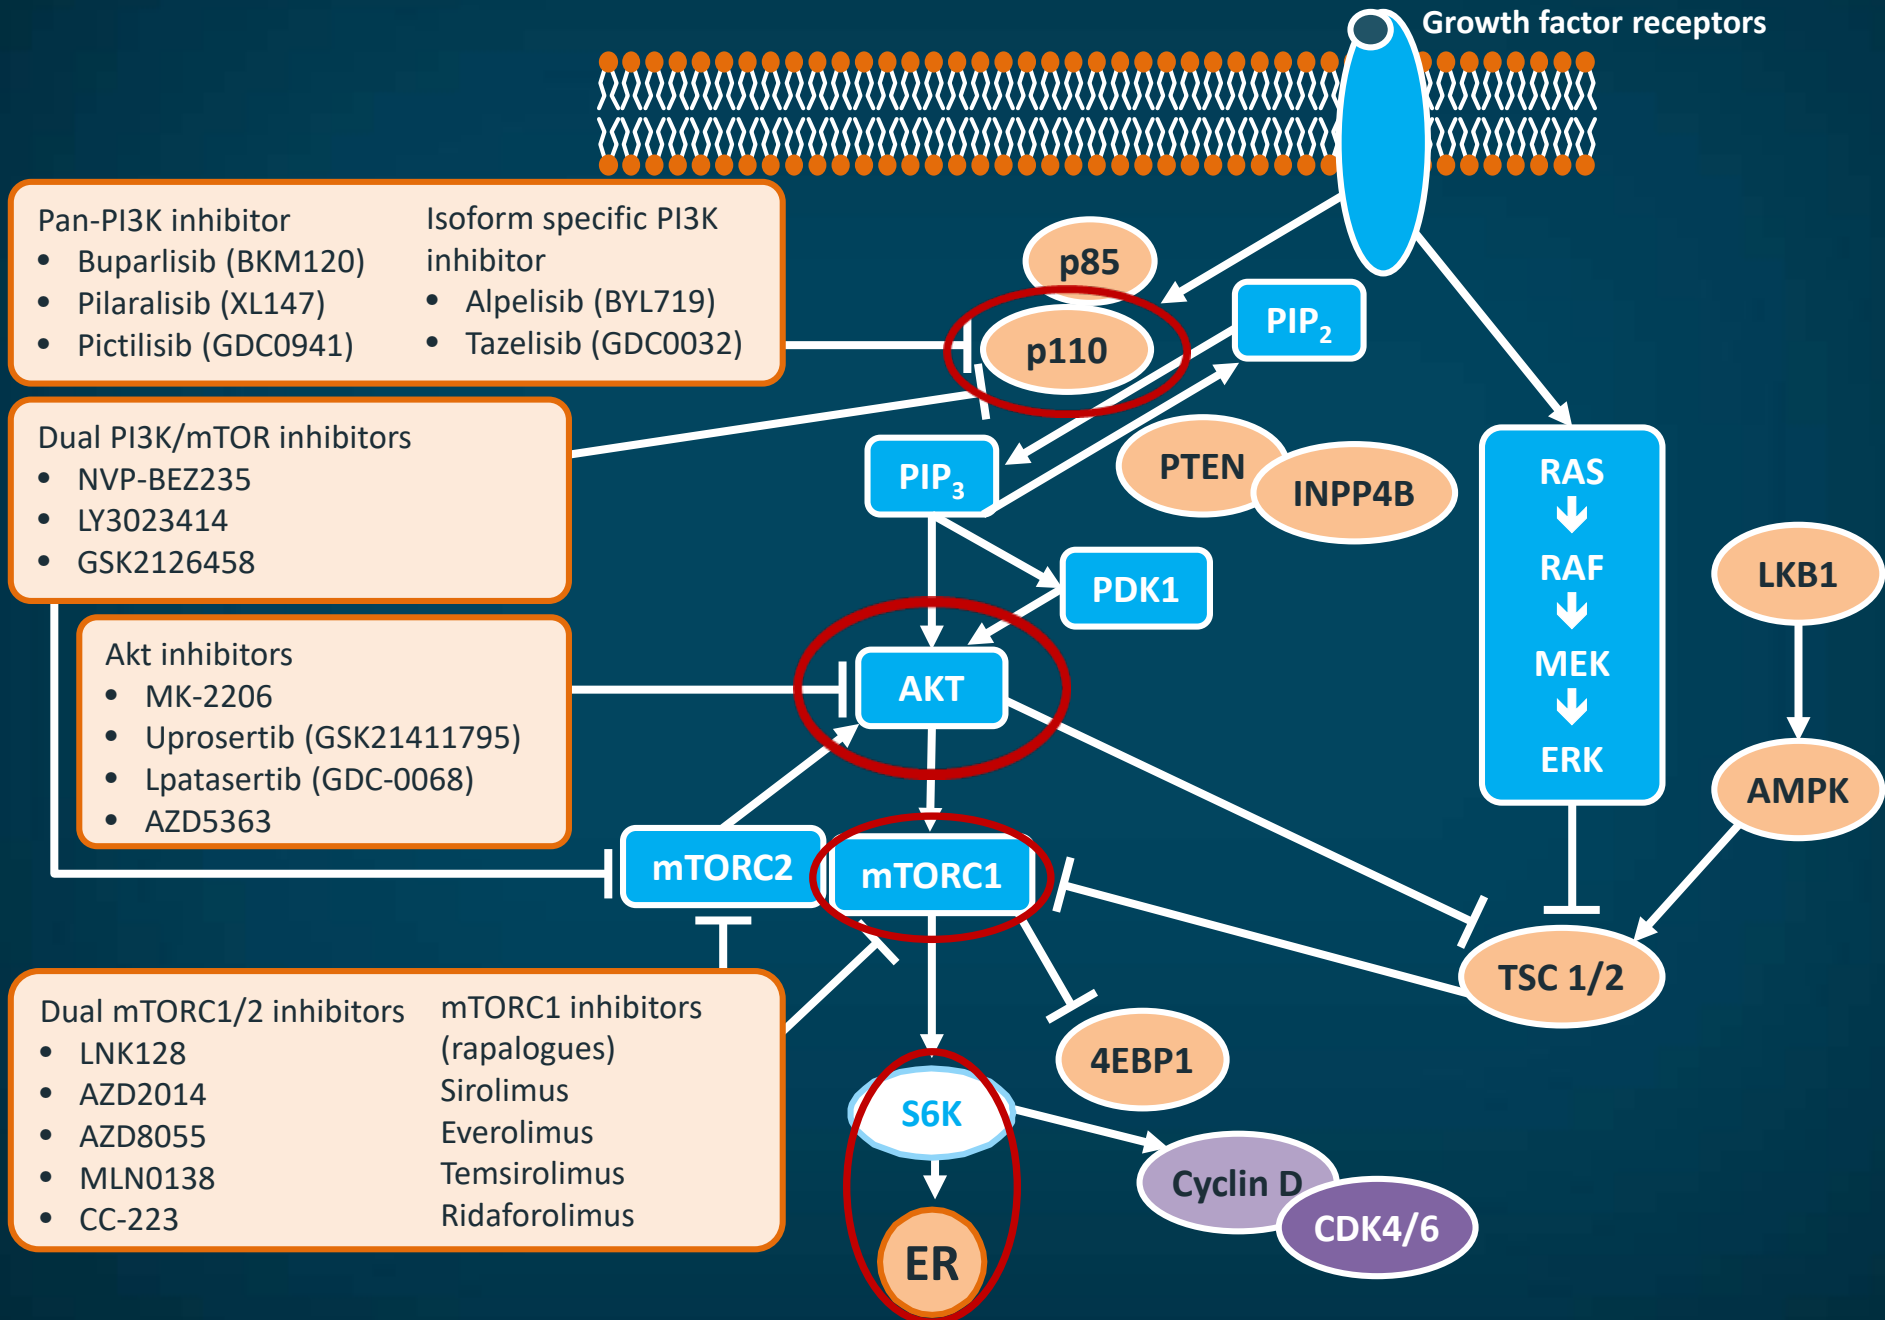 Growth factor receptors
Pan-PI3K inhibitor
• Buparlisib (BKM120)
• Pilaralisib (XL147)
• Pictilisib (GDC0941)
Isoform specific PI3K
inhibitor
• Alpelisib (BYL719)
• Tazelisib (GDC0032)
p85
p110
PIP2
Dual PI3K/mTOR inhibitors
• NVP-BEZ235
• LY3023414
• GSK2126458
PIP3
PTEN
INPP4B
PDK1
RAS
RAF
MEK
ERK
LKB1
AMPK
Akt inhibitors
• MK-2206
• Uprosertib (GSK21411795)
• Lpatasertib (GDC-0068)
• AZD5363
AKT
mTORC2
mTORC1
TSC 1/2
Dual mTORC1/2 inhibitors
• LNK128
• AZD2014
• AZD8055
• MLN0138
• CC-223
mTORC1 inhibitors
(rapalogues)
Sirolimus
Everolimus
Temsirolimus
Ridaforolimus
4EBP1
S6K
Cyclin D
CDK4/6
ER